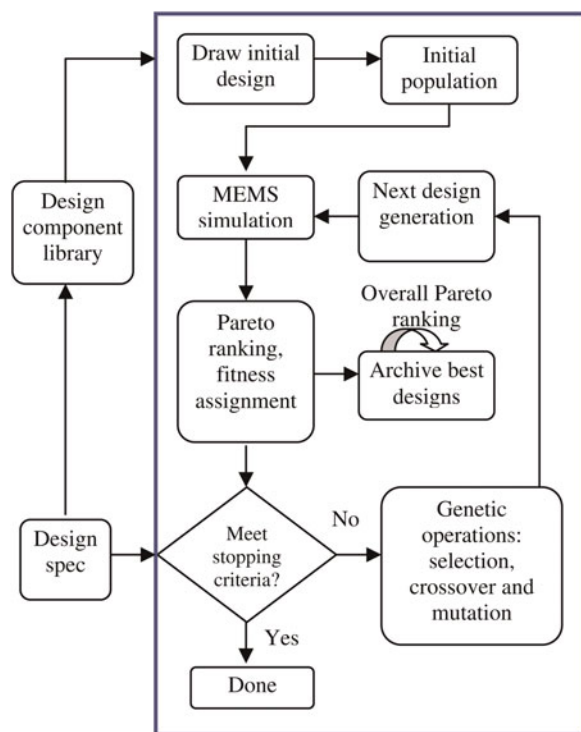 Draw initial
design
Initial
population
Design
component
library
MEMS
simulation
Next design
generation
Overall Pareto
ranking
Pareto
ranking,
fitness
assignment
Archive best
designs
Design
spec
Meet
stopping
criteria?
No
Genetic
operations:
selection,
crossover and
mutation
Yes
Done